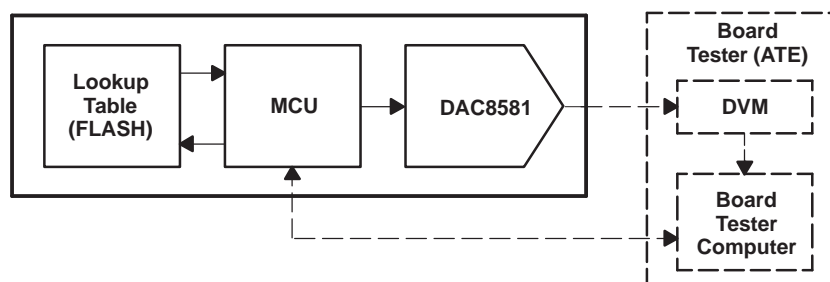 Lookup
Table
(FLASH)
MCU
DAC8581
Board
Tester (ATE)
DVM
Board
Tester
Computer